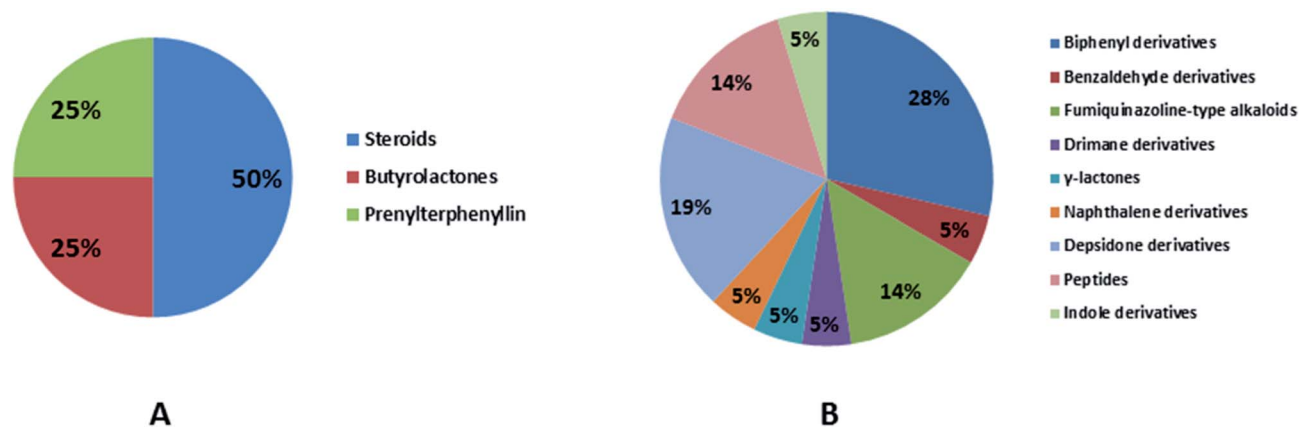 25%
50%
25%
Steroids
Butyrolactones
Prenylterphenyllin
A
5%
28%
14%
19%
5%
14%
5%
5%
5%
Biphenyl derivatives
Benzaldehyde derivatives
Fumiquinazoline-type alkaloids
Drimane derivatives
γ-lactones
Naphthalene derivatives
Depsidone derivatives
Peptides
Indole derivatives
B